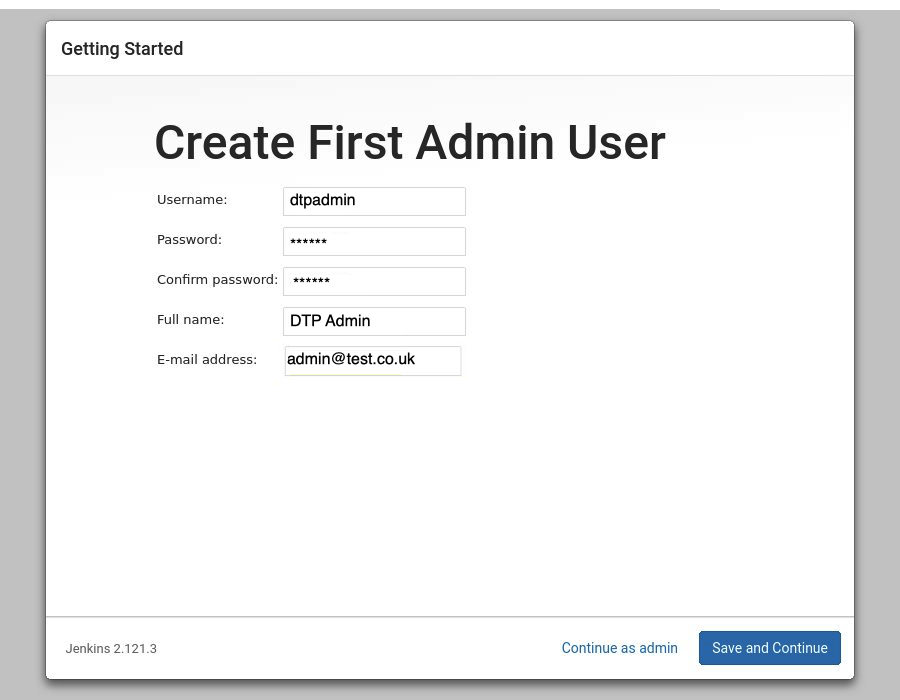 Getting Started
Create First Admin User
Username: dtpadmin
Password: ******
Confirm password: ******
Full name: DTP Admin
E-mail address: admin@test.co.uk
Jenkins 2.121.3 Continue as admin Save and Continue